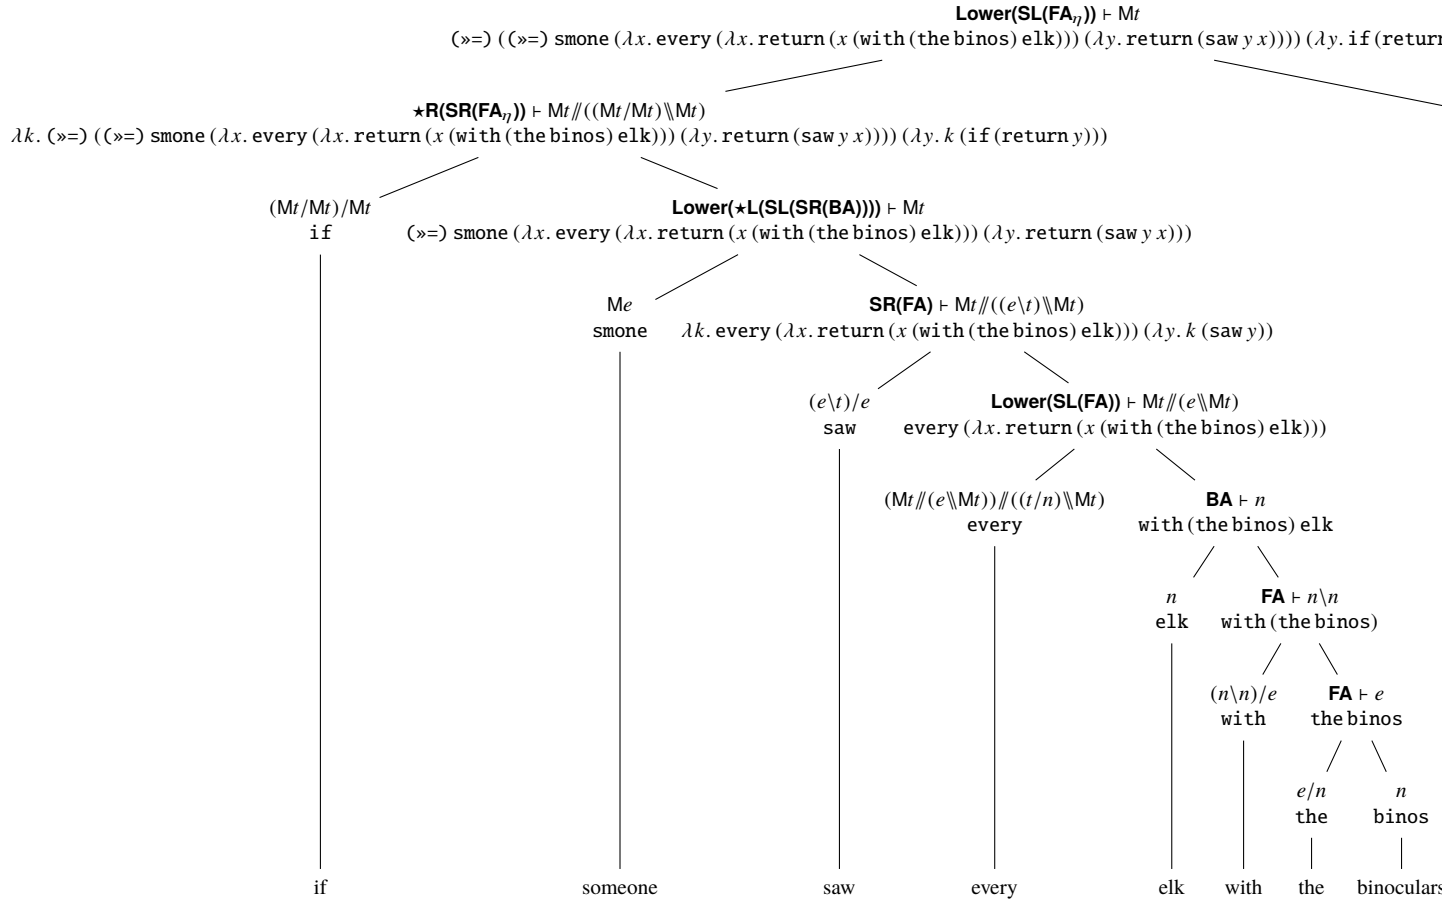 Lower(SL(FA_η)) ⊢ Mt
(»=) ((»=) smone (λx. every (λx. return (x (with (the binos) elk))) (λy. return (saw y x)))) (λy. if (return
★R(SR(FA_η)) ⊢ Mt⫽((Mt/Mt)⑊Mt)
λk. (»=) ((»=) smone (λx. every (λx. return (x (with (the binos) elk))) (λy. return (saw y x)))) (λy. k (if (return y)))
(Mt/Mt)/Mt Lower(★L(SL(SR(BA)))) ⊢ Mt
if (»=) smone (λx. every (λx. return (x (with (the binos) elk))) (λy. return (saw y x)))
Me SR(FA) ⊢ Mt⫽((e\t)⑊Mt)
smone λk. every (λx. return (x (with (the binos) elk))) (λy. k (saw y))
(e\t)/e Lower(SL(FA)) ⊢ Mt⫽(e⑊Mt)
saw every (λx. return (x (with (the binos) elk)))
(Mt⫽(e⑊Mt))⫽((t/n)⑊Mt) BA ⊢ n
every with (the binos) elk
n FA ⊢ n\n
elk with (the binos)
(n\n)/e FA ⊢ e
with the binos
e/n n
the binos
if someone saw every elk with the binoculars